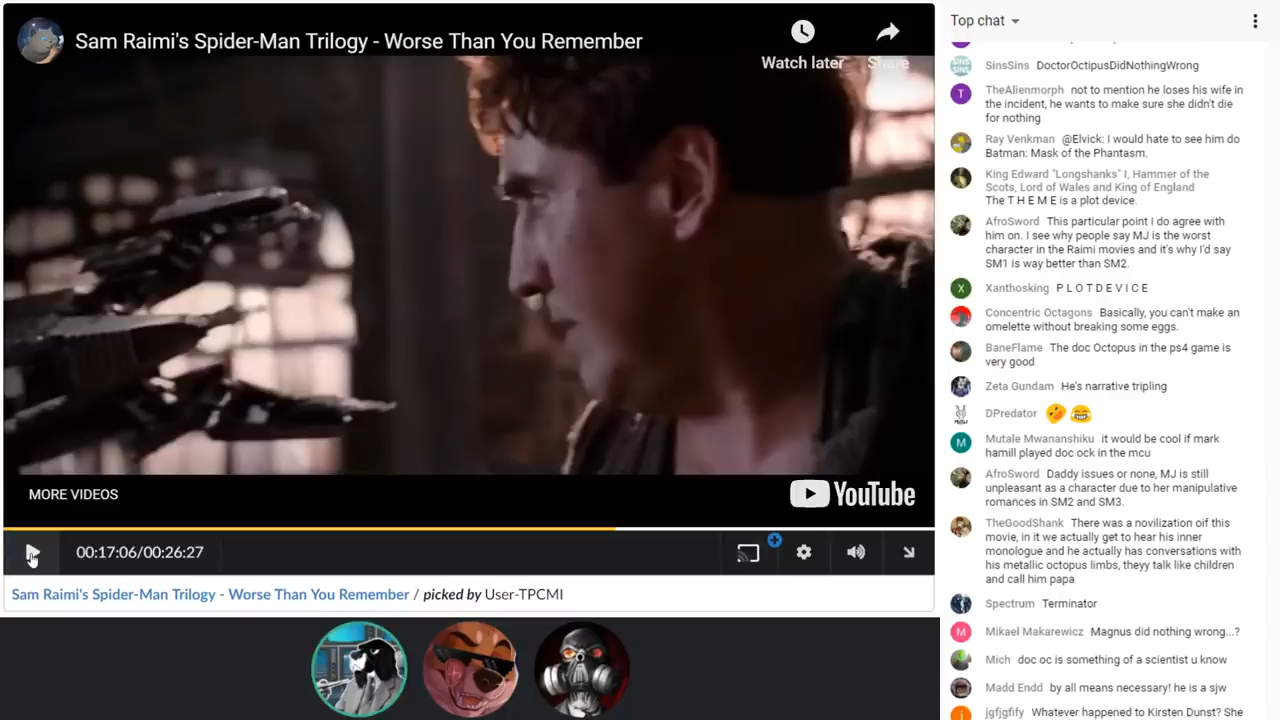 Sam Raimi's Spider-Man Trilogy - Worse Than You Remember
Watch later
Share
MORE VIDEOS
YouTube
00:17:06/00:26:27
Sam Raimi's Spider-Man Trilogy - Worse Than You Remember / picked by User-TPCMI
Top chat
SinsSins DoctorOctipusDidNothingWrong
T
TheAlienmorph not to mention he loses his wife in
the incident, he wants to make sure she didn't die
for nothing
Ray Venkman @Elvick: I would hate to see him do
Batman: Mask of the Phantasm.
King Edward "Longshanks" I, Hammer of the
Scots, Lord of Wales and King of England
The T H E M E is a plot device.
AfroSword This particular point I do agree with
him on. I see why people say MJ is the worst
character in the Raimi movies and it's why I'd say
SM1 is way better than SM2.
X
Xanthosking P L O T D E V I C E
Concentric Octagons Basically, you can't make an
omelette without breaking some eggs.
BaneFlame The doc Octopus in the ps4 game is
very good
Zeta Gundam He's narrative tripling
DPredator
M
Mutale Mwananshiku it would be cool if mark
hamill played doc ock in the mcu
AfroSword Daddy issues or none, MJ is still
unpleasant as a character due to her manipulative
romances in SM2 and SM3.
TheGoodShank There was a novilization oif this
movie, in it we actually get to hear his inner
monologue and he actually has conversations with
his metallic octopus limbs, theyy talk like children
and call him papa
Spectrum Terminator
M
Mikael Makarewicz Magnus did nothing wrong...?
Mich doc oc is something of a scientist u know
Madd Endd by all means necessary! he is a sjw
j
jgfjgfify Whatever happened to Kirsten Dunst? She